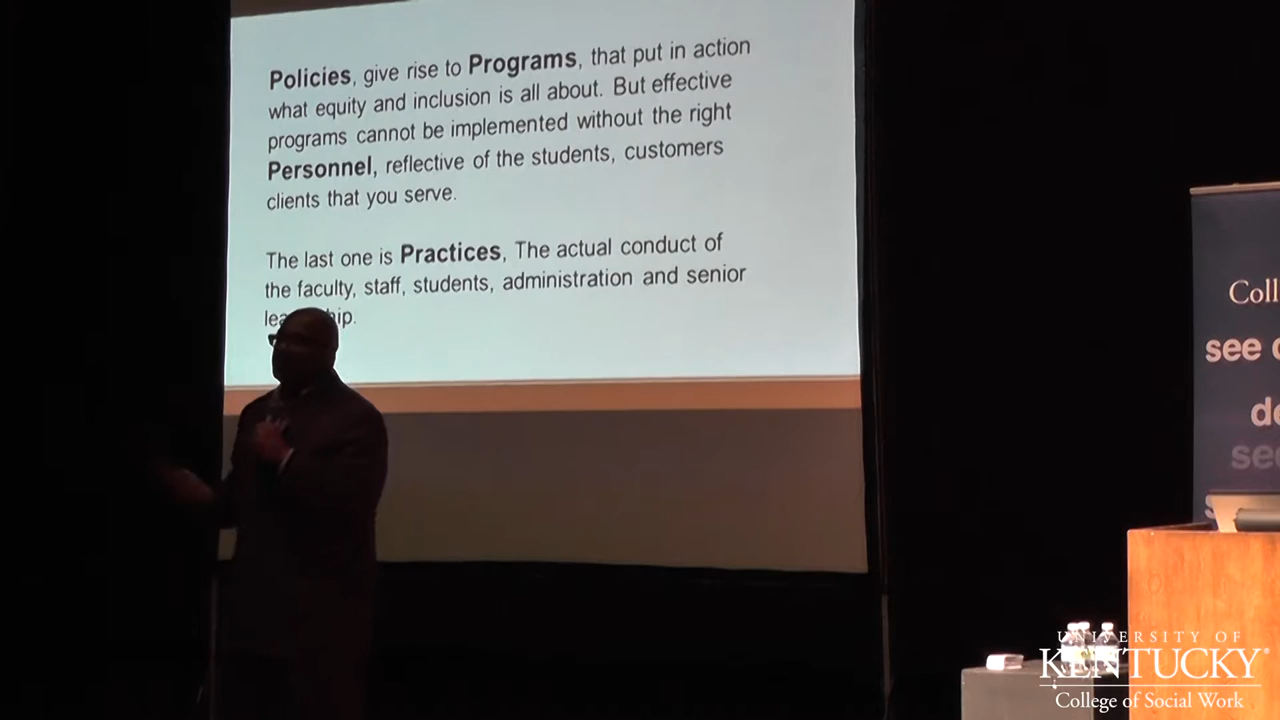 Policies, give rise to Programs, that put in action
what equity and inclusion is all about. But effective
programs cannot be implemented without the right
Personnel, reflective of the students, customers
clients that you serve.
The last one is Practices, The actual conduct of
the faculty, staff, students, administration and senior
Coll
see
UNIVERSITY OF
KENTUCKY®
College of Social Work